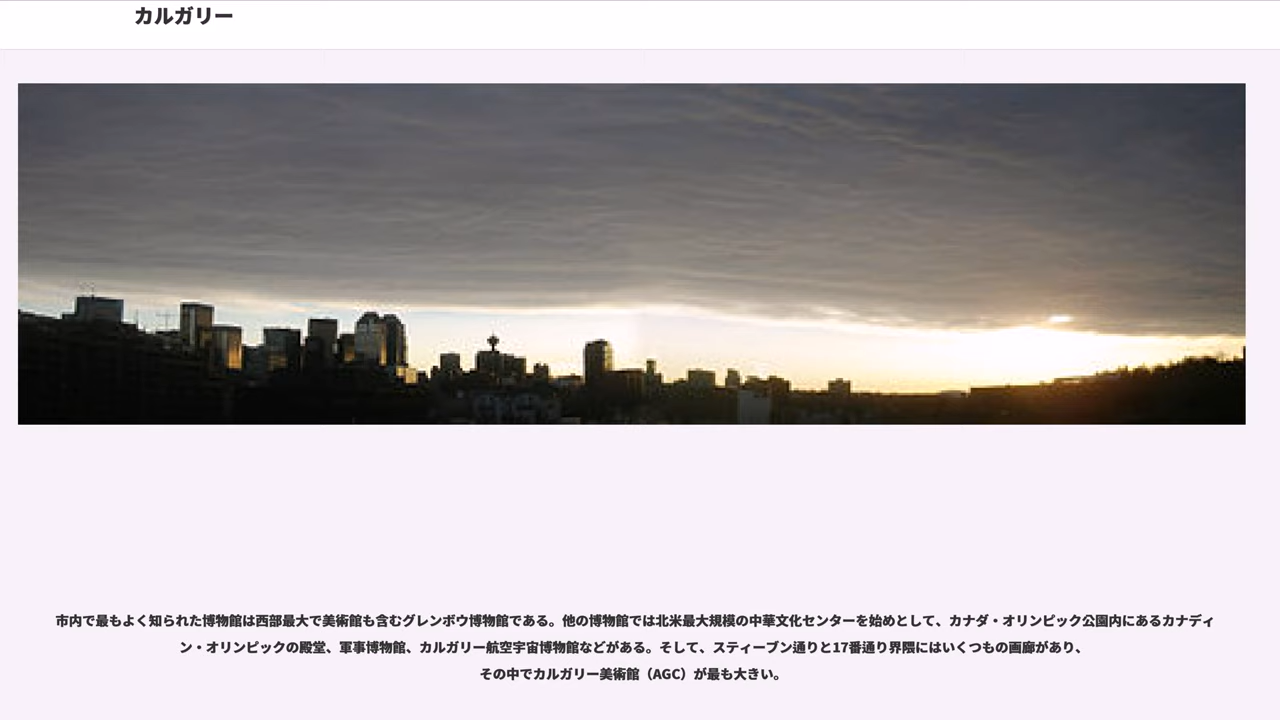 カルガリー
市内で最もよく知られた博物館は西部最大で美術館も含むグレンボウ博物館である。他の博物館では北米最大規模の中華文化センターを始めとして、カナダ・オリンピック公園内にあるカナディ
ン・オリンピックの殿堂、軍事博物館、カルガリー航空宇宙博物館などがある。そして、スティーブン通りと17番通り界隈にはいくつもの画廊があり、
その中でカルガリー美術館（AGC）が最も大きい。